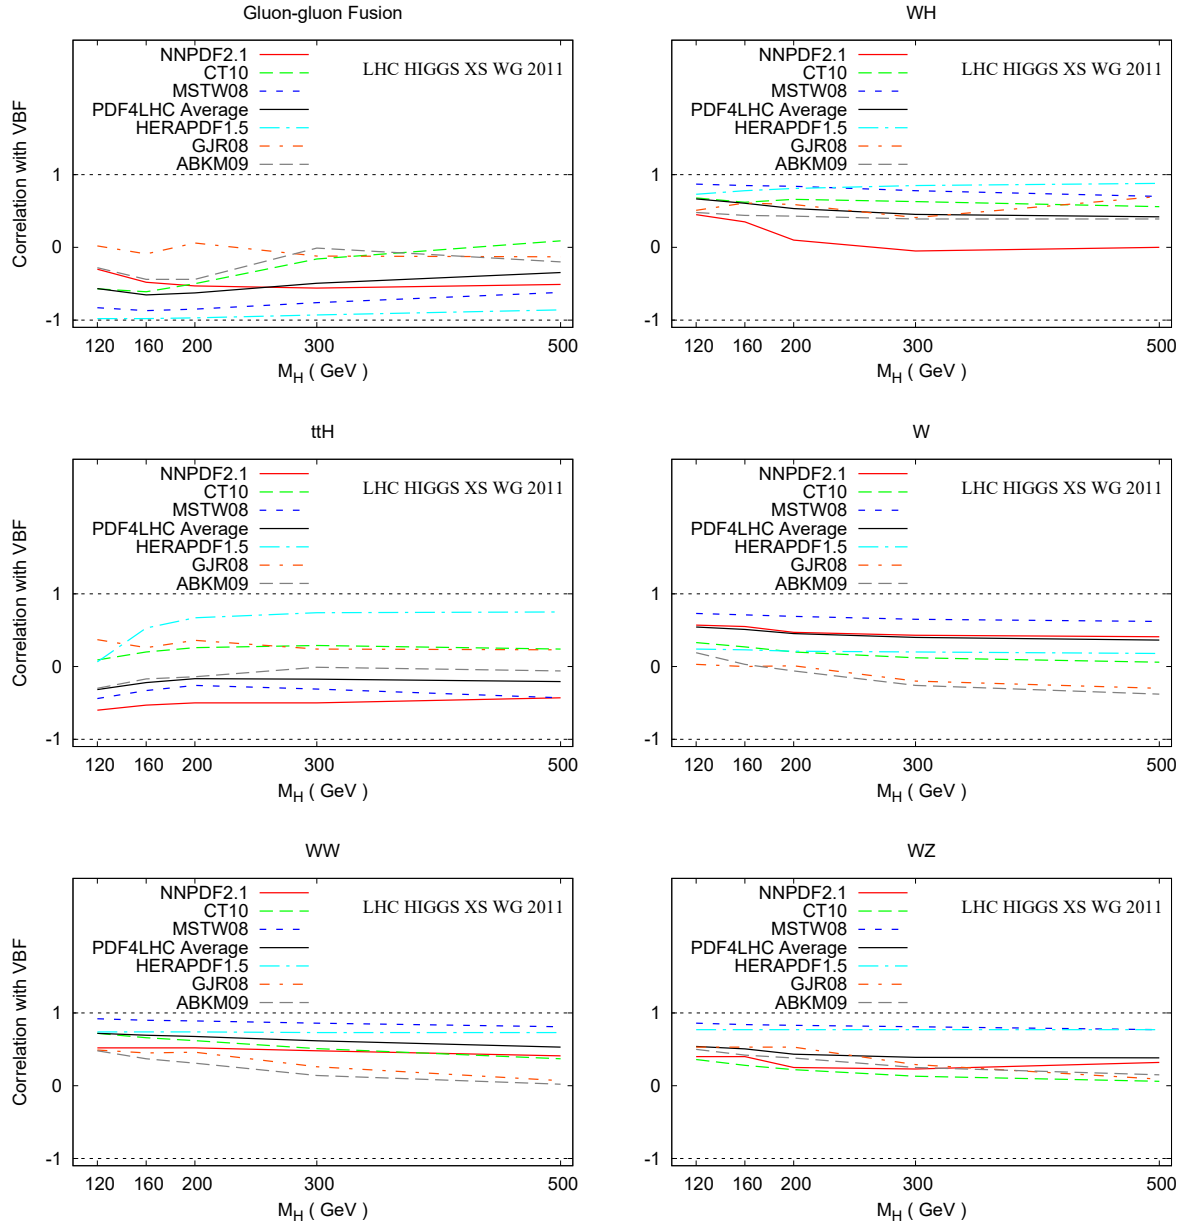 Gluon-gluon Fusion
Correlation with VBF
NNPDF2.1
CT10
MSTW08
PDF4LHC Average
HERAPDF1.5
GJR08
ABKM09
LHC HIGGS XS WG 2011
1
0
-1
120 160 200 300 500
M_H ( GeV )
WH
NNPDF2.1
CT10
MSTW08
PDF4LHC Average
HERAPDF1.5
GJR08
ABKM09
LHC HIGGS XS WG 2011
1
0
-1
120 160 200 300 500
M_H ( GeV )
ttH
Correlation with VBF
NNPDF2.1
CT10
MSTW08
PDF4LHC Average
HERAPDF1.5
GJR08
ABKM09
LHC HIGGS XS WG 2011
1
0
-1
120 160 200 300 500
M_H ( GeV )
W
NNPDF2.1
CT10
MSTW08
PDF4LHC Average
HERAPDF1.5
GJR08
ABKM09
LHC HIGGS XS WG 2011
1
0
-1
120 160 200 300 500
M_H ( GeV )
WW
Correlation with VBF
NNPDF2.1
CT10
MSTW08
PDF4LHC Average
HERAPDF1.5
GJR08
ABKM09
LHC HIGGS XS WG 2011
1
0
-1
120 160 200 300 500
M_H ( GeV )
WZ
NNPDF2.1
CT10
MSTW08
PDF4LHC Average
HERAPDF1.5
GJR08
ABKM09
LHC HIGGS XS WG 2011
1
0
-1
120 160 200 300 500
M_H ( GeV )